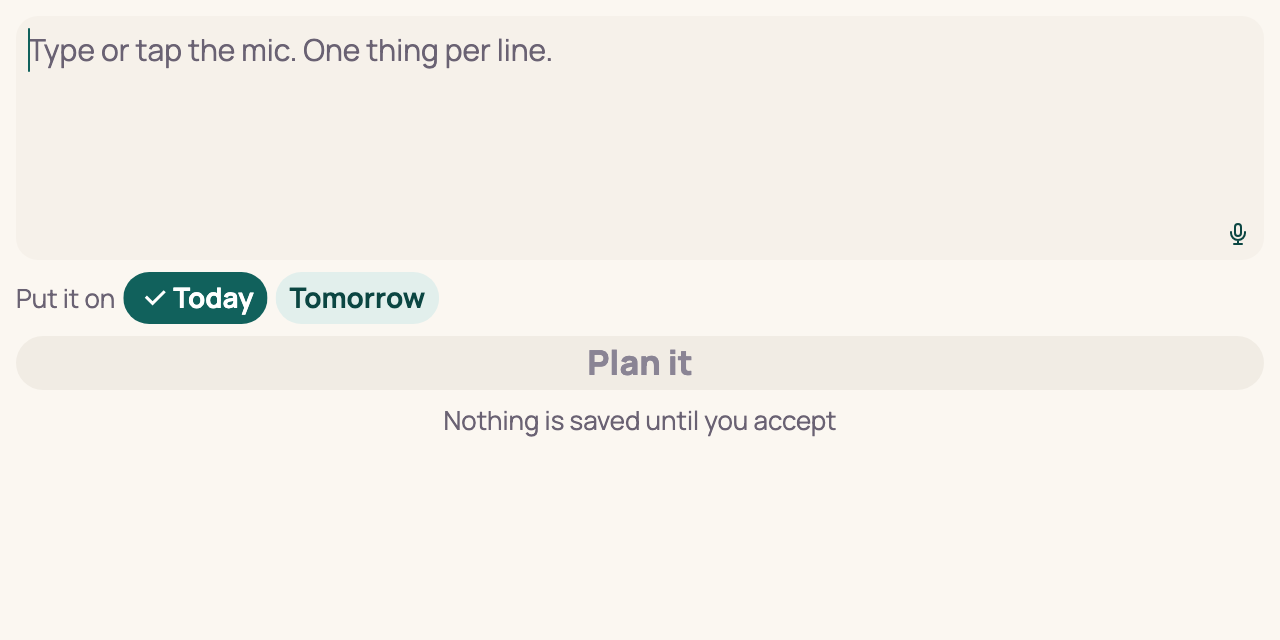 Type or tap the mic. One thing per line.
Put it on Today Tomorrow
Plan it
Nothing is saved until you accept